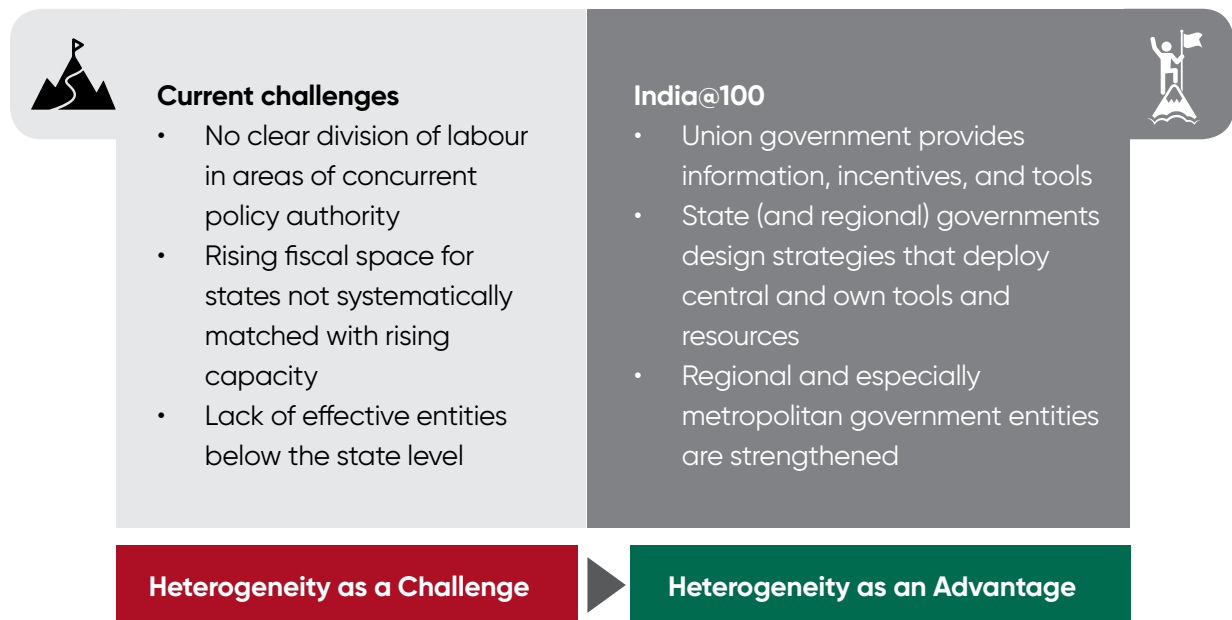 Current challenges
• No clear division of labour
in areas of concurrent
policy authority
• Rising fiscal space for
states not systematically
matched with rising
capacity
• Lack of effective entities
below the state level
India@100
• Union government provides
information, incentives, and tools
• State (and regional) governments
design strategies that deploy
central and own tools and
resources
• Regional and especially
metropolitan government entities
are strengthened
Heterogeneity as a Challenge
Heterogeneity as an Advantage